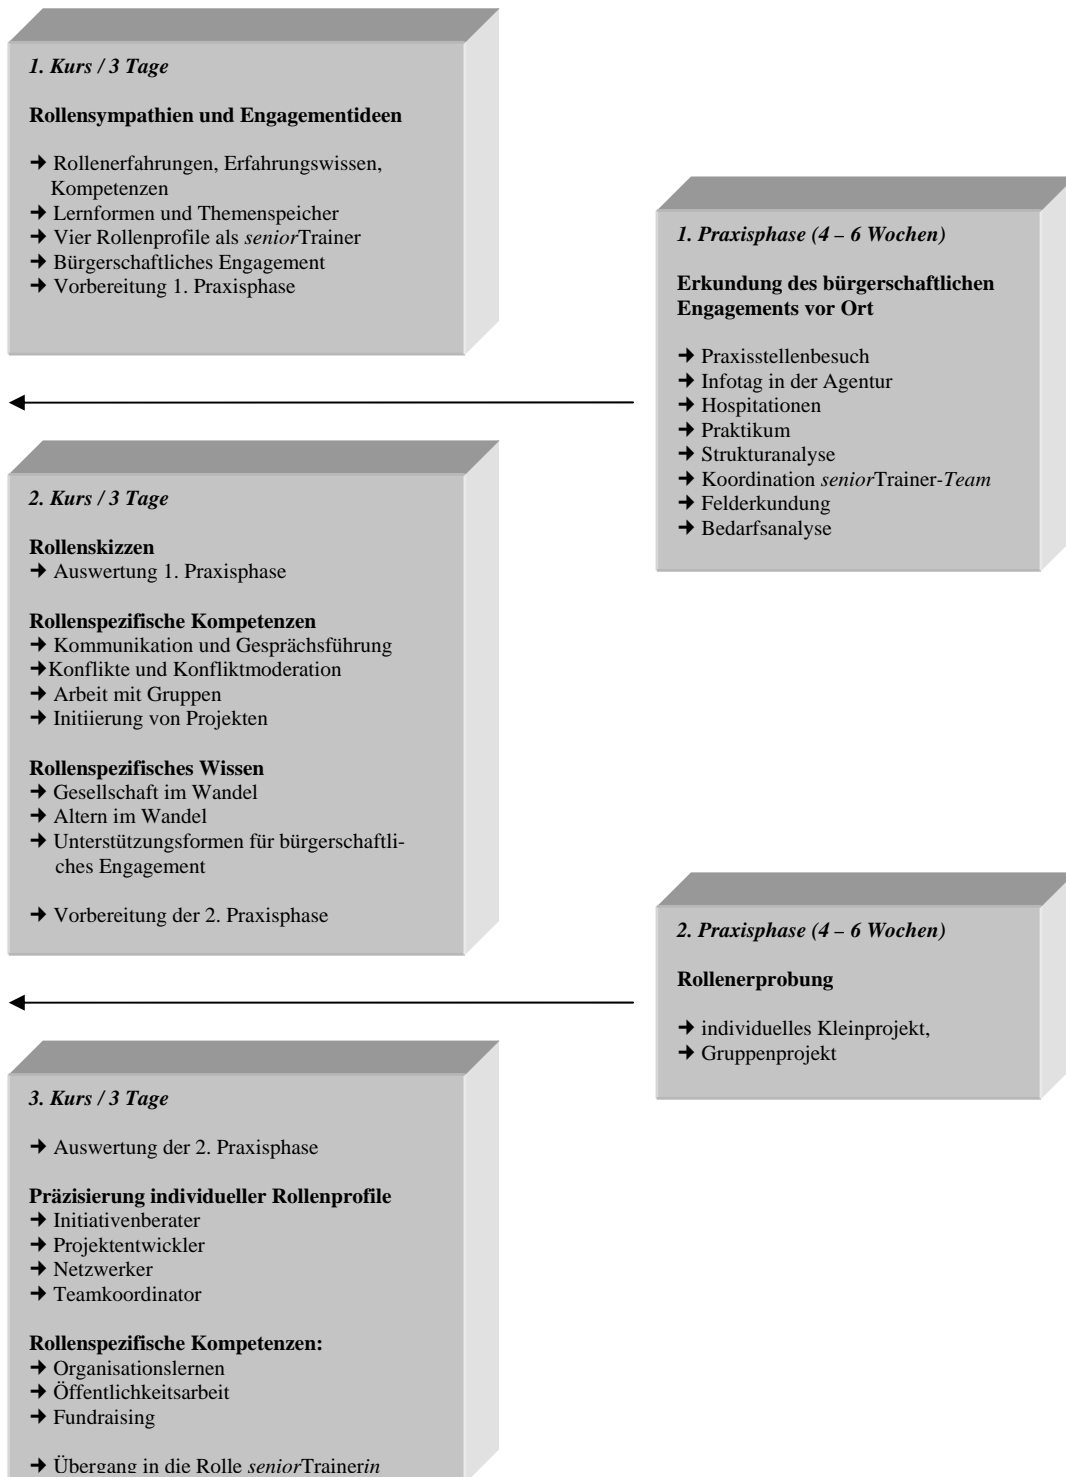 1. Kurs / 3 Tage
Rollensympathien und Engagementideen
➔ Rollenerfahrungen, Erfahrungswissen,
Kompetenzen
➔ Lernformen und Themenspeicher
➔ Vier Rollenprofile als seniorTrainer
➔ Bürgerschaftliches Engagement
➔ Vorbereitung 1. Praxisphase
1. Praxisphase (4 – 6 Wochen)
Erkundung des bürgerschaftlichen
Engagements vor Ort
➔ Praxisstellenbesuch
➔ Infotag in der Agentur
➔ Hospitationen
➔ Praktikum
➔ Strukturanalyse
➔ Koordination seniorTrainer-Team
➔ Felderkundung
➔ Bedarfsanalyse
2. Kurs / 3 Tage
Rollenskizzen
➔ Auswertung 1. Praxisphase
Rollenspezifische Kompetenzen
➔ Kommunikation und Gesprächsführung
➔Konflikte und Konfliktmoderation
➔ Arbeit mit Gruppen
➔ Initiierung von Projekten
Rollenspezifisches Wissen
➔ Gesellschaft im Wandel
➔ Altern im Wandel
➔ Unterstützungsformen für bürgerschaftli-
ches Engagement
➔ Vorbereitung der 2. Praxisphase
2. Praxisphase (4 – 6 Wochen)
Rollenerprobung
➔ individuelles Kleinprojekt,
➔ Gruppenprojekt
3. Kurs / 3 Tage
➔ Auswertung der 2. Praxisphase
Präzisierung individueller Rollenprofile
➔ Initiativenberater
➔ Projektentwickler
➔ Netzwerker
➔ Teamkoordinator
Rollenspezifische Kompetenzen:
➔ Organisationslernen
➔ Öffentlichkeitsarbeit
➔ Fundraising
➔ Übergang in die Rolle seniorTrainerin